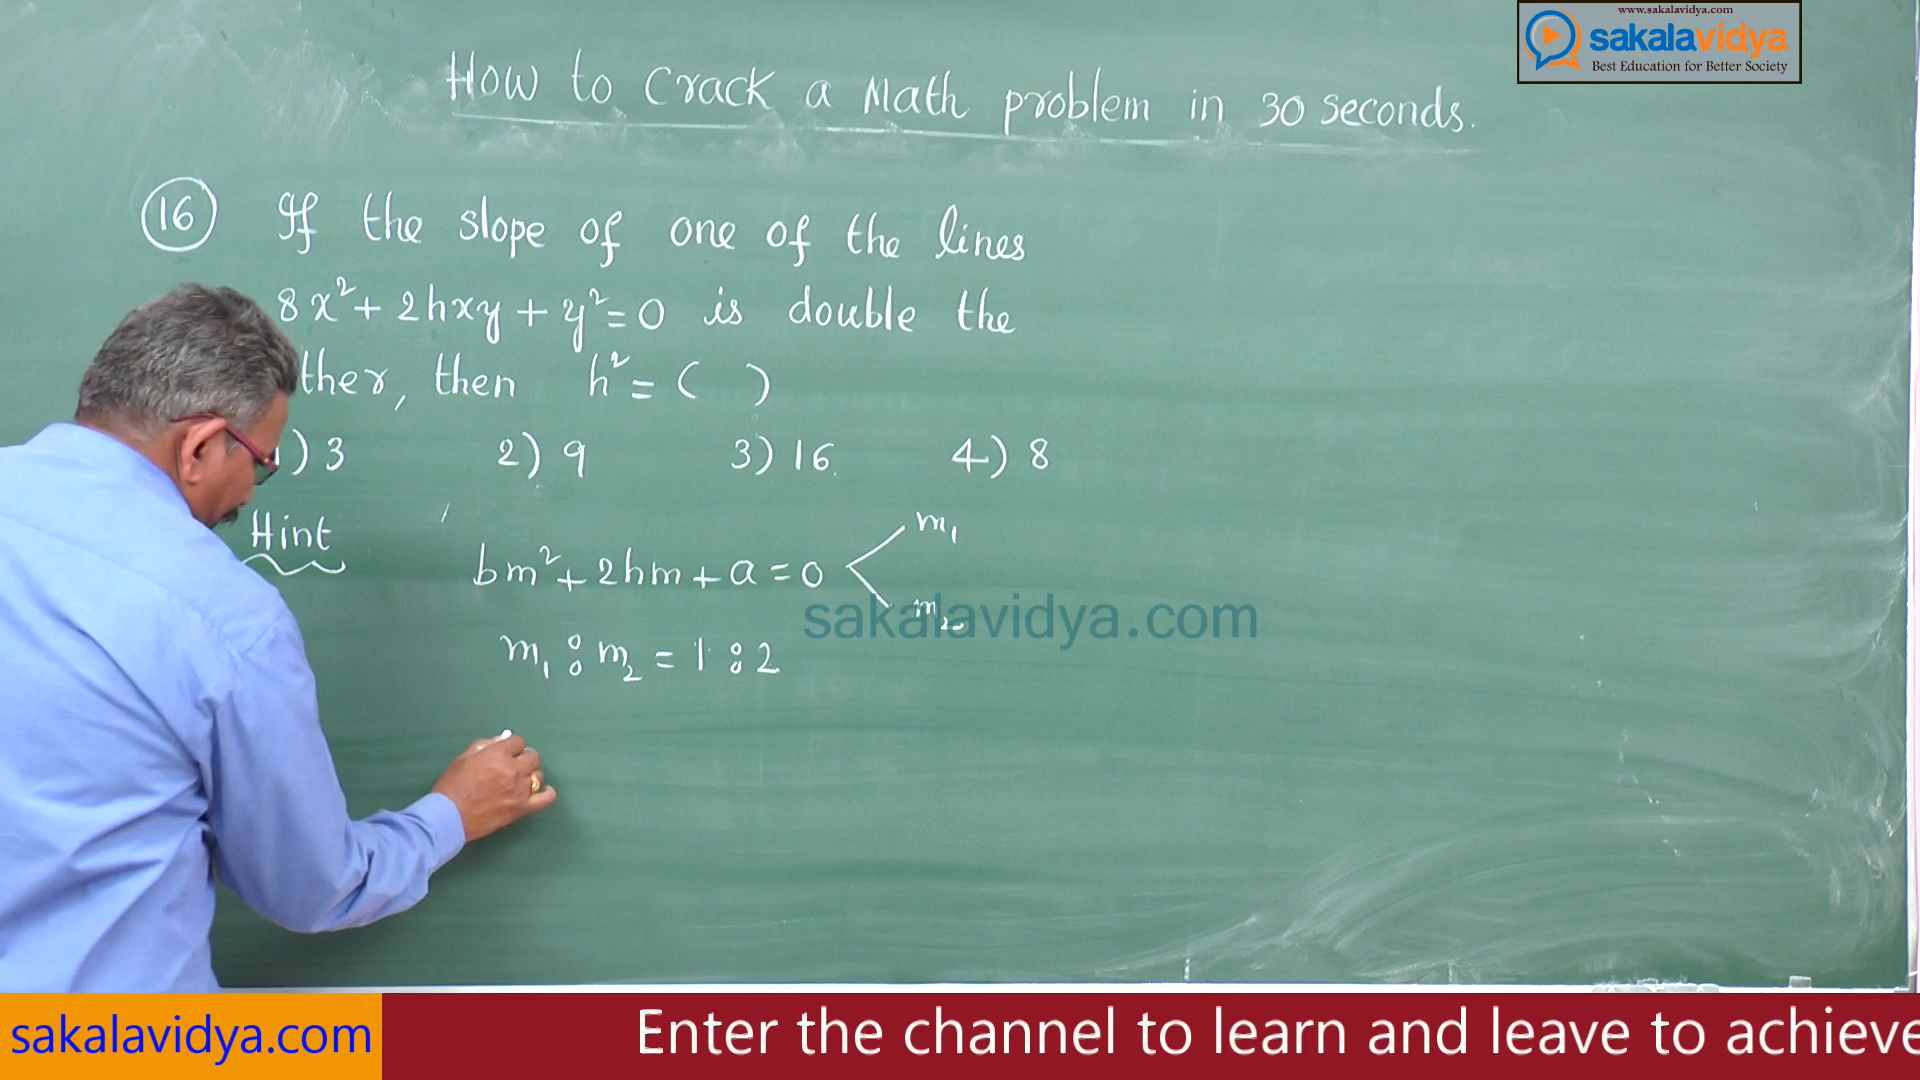 www.sakalavidya.com
sakalavidya
Best Education for Better Society
How to Crack a Math problem in 30 seconds.
16 If the slope of one of the lines
8x²+2hxy+y²=0 is double the
ther, then h²= ( )
1) 3 2) 9 3) 16 4) 8
Hint
bm²+2hm+a=0 m₁
m₂
sakalavidya.com
m₁ : m₂ = 1 : 2
sakalavidya.com Enter the channel to learn and leave to achieve